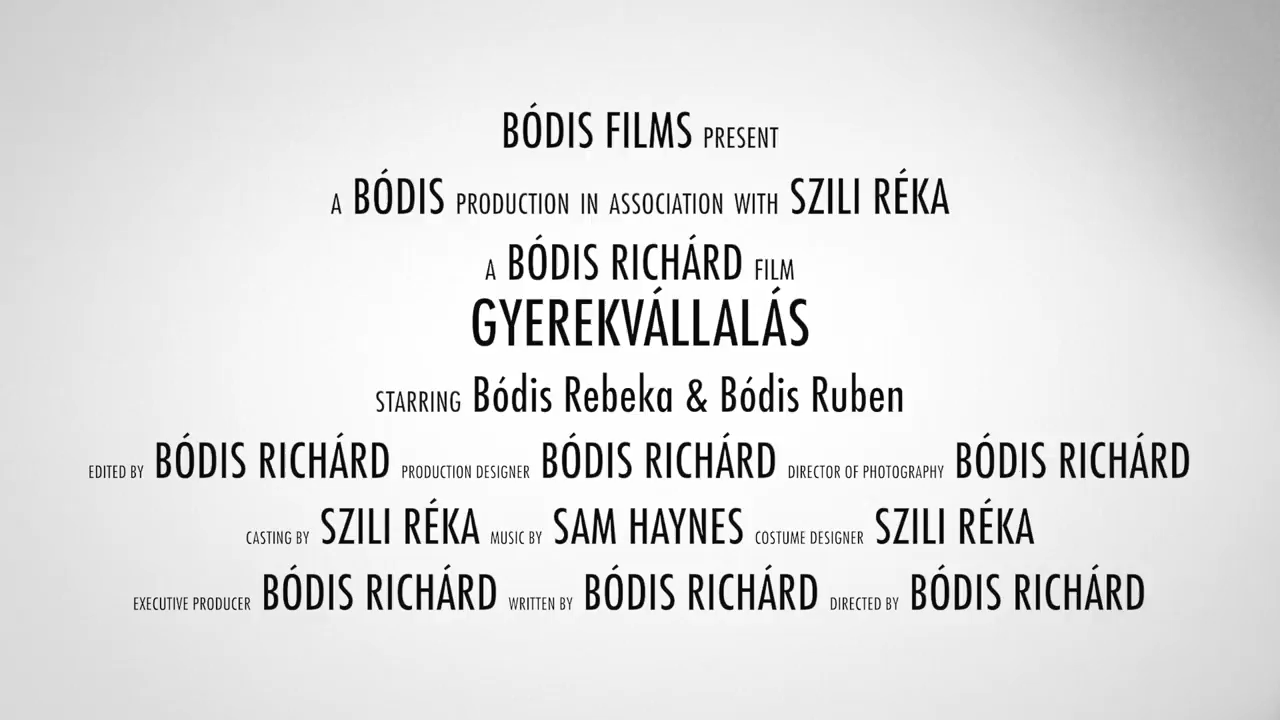 BÓDIS FILMS PRESENT
A BÓDIS PRODUCTION IN ASSOCIATION WITH SZILI RÉKA
A BÓDIS RICHÁRD FILM
GYEREKVÁLLALÁS
STARRING Bódis Rebeka & Bódis Ruben
EDITED BY BÓDIS RICHÁRD PRODUCTION DESIGNER BÓDIS RICHÁRD DIRECTOR OF PHOTOGRAPHY BÓDIS RICHÁRD
CASTING BY SZILI RÉKA MUSIC BY SAM HAYNES COSTUME DESIGNER SZILI RÉKA
EXECUTIVE PRODUCER BÓDIS RICHÁRD WRITTEN BY BÓDIS RICHÁRD DIRECTED BY BÓDIS RICHÁRD